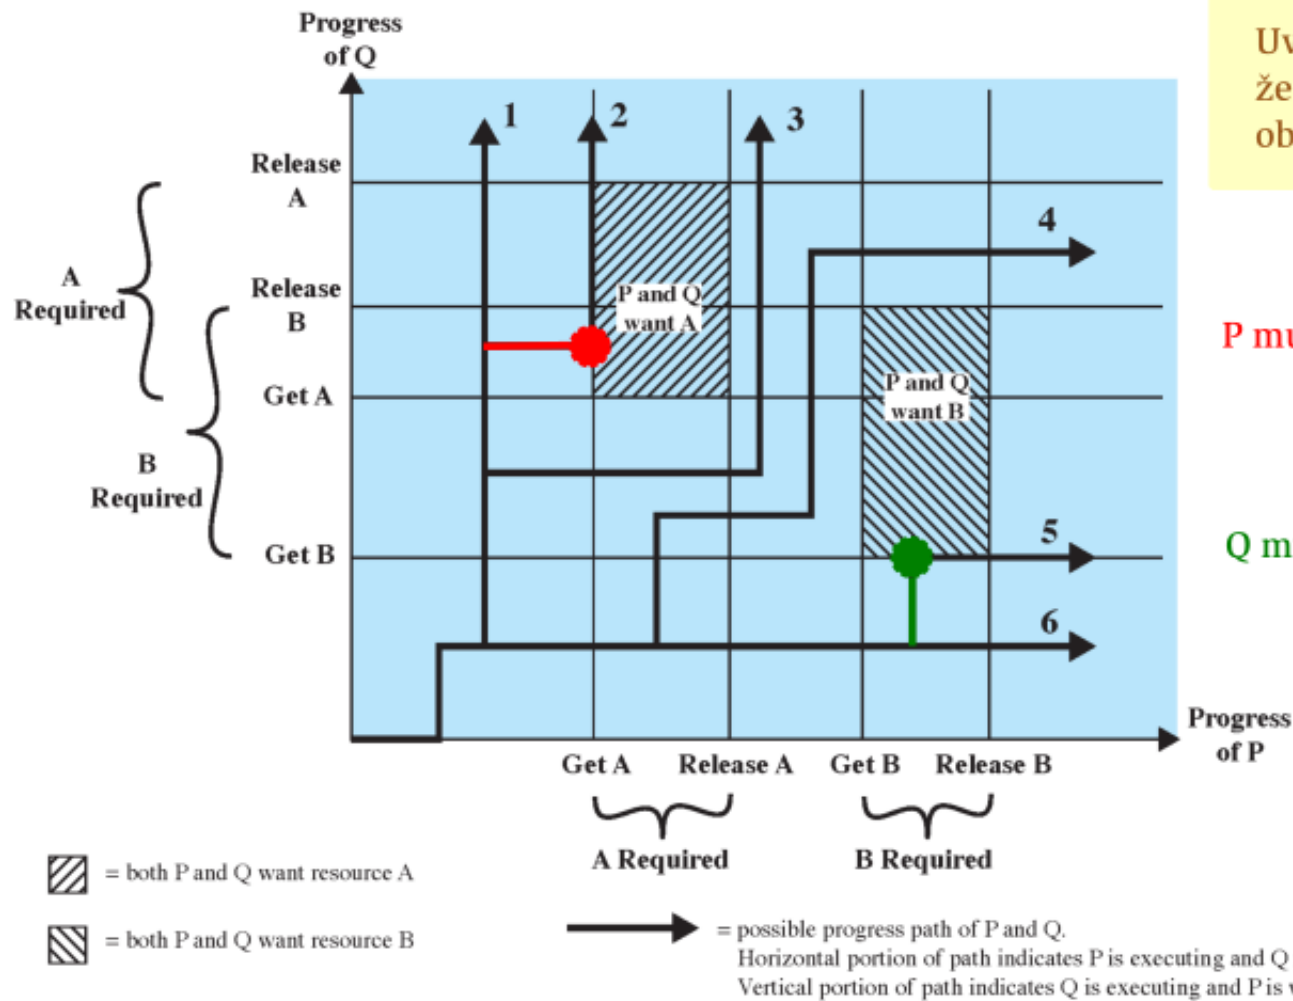 Progress
of Q
1
2
3
4
5
6
Release
A
Release
B
Get A
Get B
A
Required
B
Required
P and Q
want A
P and Q
want B
Get A
Release A
Get B
Release B
Progress
of P
A Required
B Required
= both P and Q want resource A
= both P and Q want resource B
= possible progress path of P and Q.
Horizontal portion of path indicates P is executing and Q
Vertical portion of path indicates Q is executing and P is
P
Q